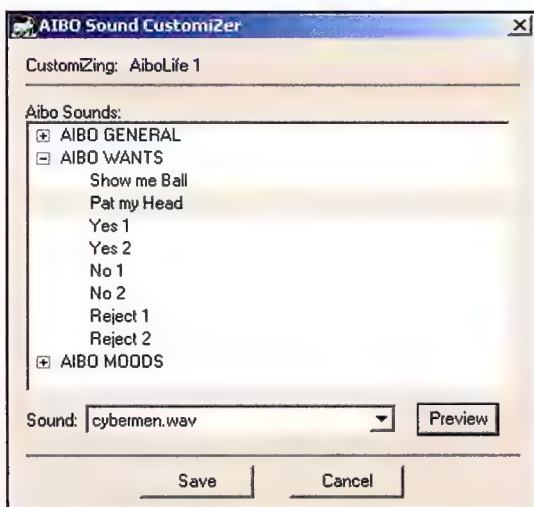 AIBO Sound Customi2er
CustomiZing: AiboLife 1
Aibo Sounds:
AIBO GENERAL
AIBO WANTS
Show me Ball
Pat my Head
Yes 1
Yes 2
No 1
No 2
Reject 1
Reject 2
AIBO MOODS
Sound: cybermen.wav Preview
Save Cancel